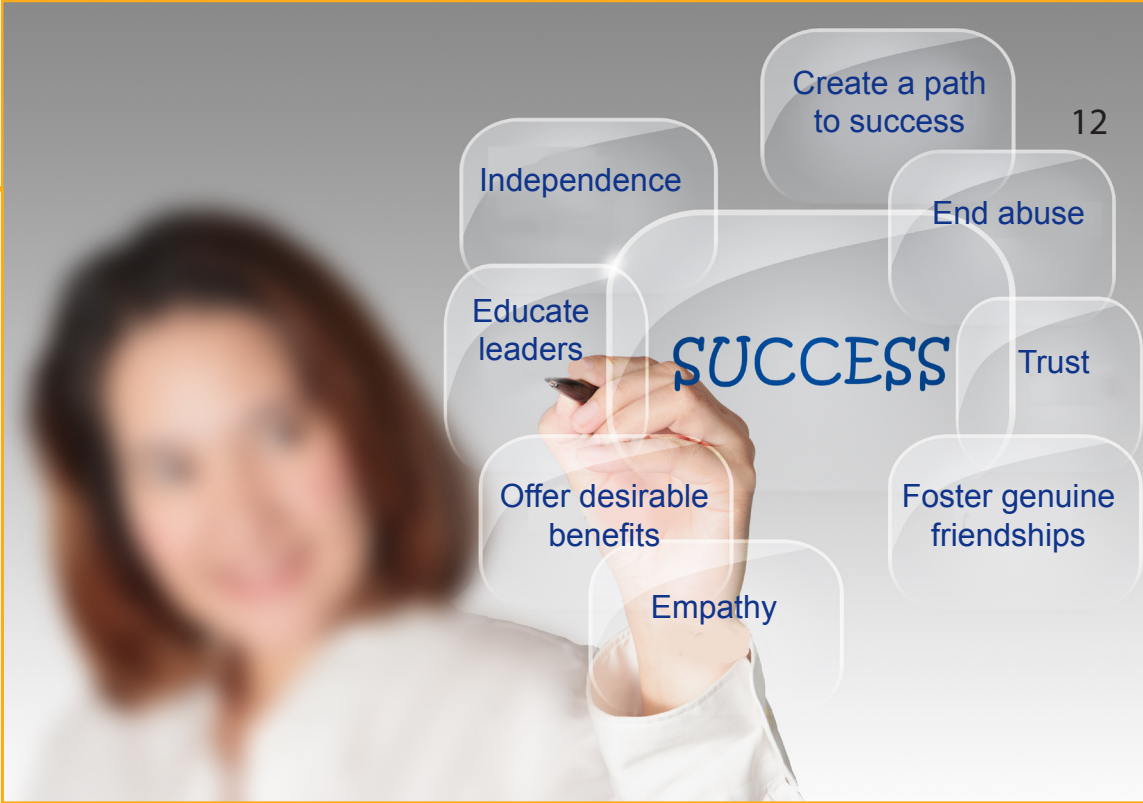 Create a path
to success
12
Independence
End abuse
Educate
leaders
SUCCESS
Trust
Offer desirable
benefits
Foster genuine
friendships
Empathy